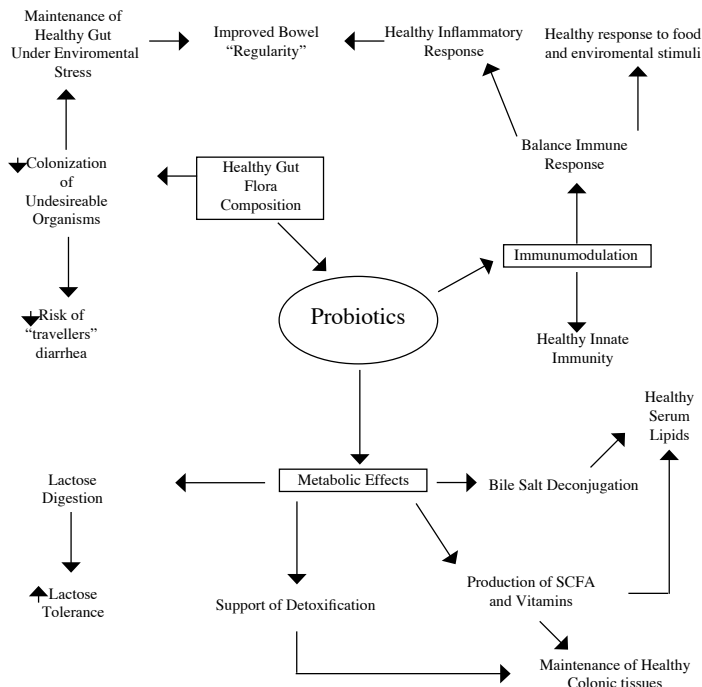 Maintenance of
Healthy Gut
Under Enviromental
Stress
Improved Bowel
“Regularity”
Healthy Inflammatory
Response
Healthy response to food
and enviromental stimuli
Balance Immune
Response
Colonization
of
Undesireable
Organisms
Healthy Gut
Flora
Composition
Immunumodulation
Probiotics
Risk of
“travellers”
diarrhea
Healthy Innate
Immunity
Healthy
Serum
Lipids
Lactose
Digestion
Metabolic Effects
Bile Salt Deconjugation
Lactose
Tolerance
Support of Detoxification
Production of SCFA
and Vitamins
Maintenance of Healthy
Colonic tissues